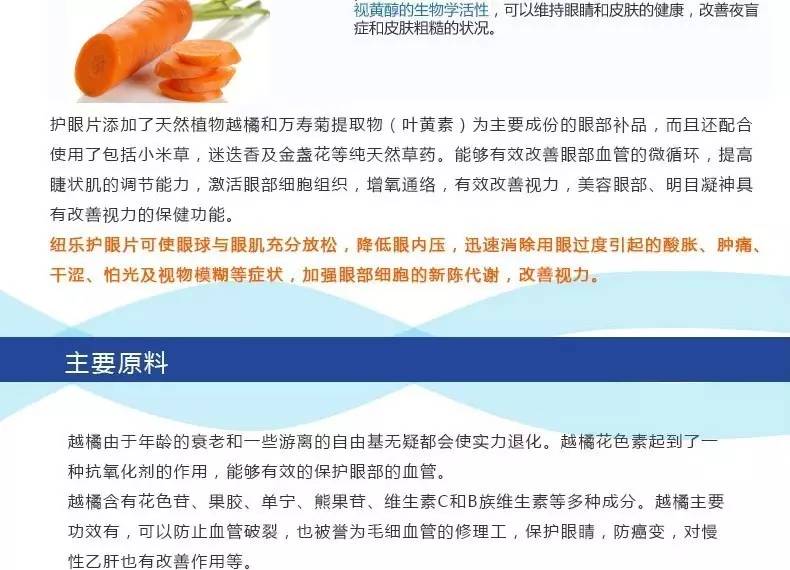 视黄醇的生物学活性，可以维持眼睛和皮肤的健康，改善夜盲
症和皮肤粗糙的状况。
护眼片添加了天然植物越橘和万寿菊提取物（叶黄素）为主要成份的眼部补品，而且还配合
使用了包括小米草，迷迭香及金盏花等纯天然草药。能够有效改善眼部血管的微循环，提高
睫状肌的调节能力，激活眼部细胞组织，增氧通络，有效改善视力，美容眼部、明目凝神具
有改善视力的保健功能。
纽乐护眼片可使眼球与眼肌充分放松，降低眼内压，迅速消除用眼过度引起的酸胀、肿痛、
干涩、怕光及视物模糊等症状，加强眼部细胞的新陈代谢，改善视力。
主要原料
越橘由于年龄的衰老和一些游离的自由基无疑都会使实力退化。越橘花色素起到了一
种抗氧化剂的作用，能够有效的保护眼部的血管。
越橘含有花色苷、果胶、单宁、熊果苷、维生素C和B族维生素等多种成分。越橘主要
功效有，可以防止血管破裂，也被誉为毛细血管的修理工，保护眼睛，防癌变，对慢
性乙肝也有改善作用等。